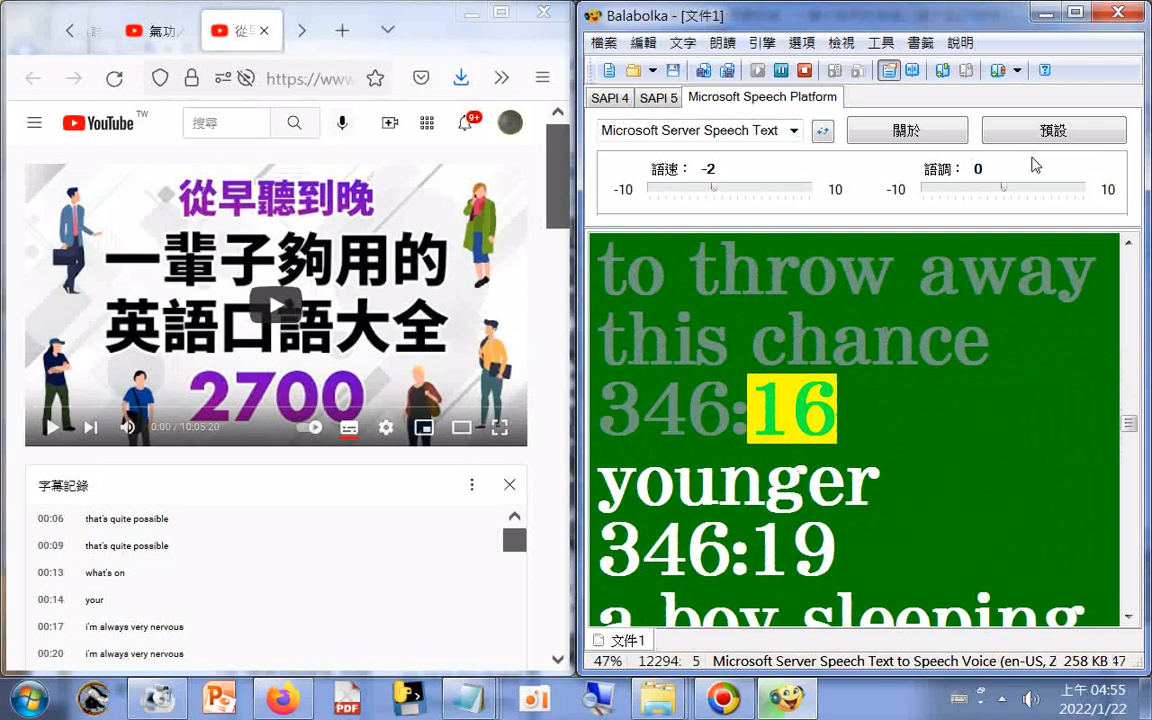 氣功
從
https://www
YouTube TW
搜尋
9+
從早聽到晚
一輩子夠用的
英語口語大全
2700
0:00 / 10:05:20
字幕記錄
00:06 that's quite possible
00:09 that's quite possible
00:13 what's on
00:14 your
00:17 i'm always very nervous
00:20 i'm always very nervous
Balabolka - [文件1]
檔案 編輯 文字 朗讀 引擎 選項 檢視 工具 書籤 說明
SAPI 4 SAPI 5 Microsoft Speech Platform
Microsoft Server Speech Text 關於 預設
語速： -2 語調： 0
-10 10 -10 10
to throw away
this chance
346:16
younger
346:19
a boy sleeping
文件1
47% 12294: 5 Microsoft Server Speech Text to Speech Voice (en-US, Z 258 KB 47
PDF
上午 04:55
2022/1/22